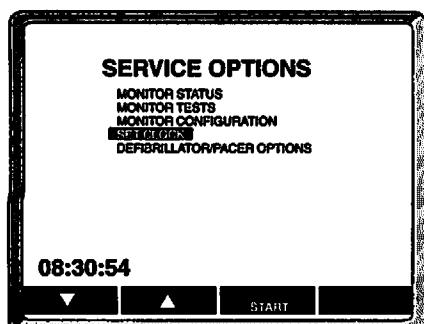 SERVICE OPTIONS
MONITOR STATUS
MONITOR TESTS
MONITOR CONFIGURATION
SET CLOCK
DEFIBRILLATOR/PACER OPTIONS
08:30:54
▼ ▲ START